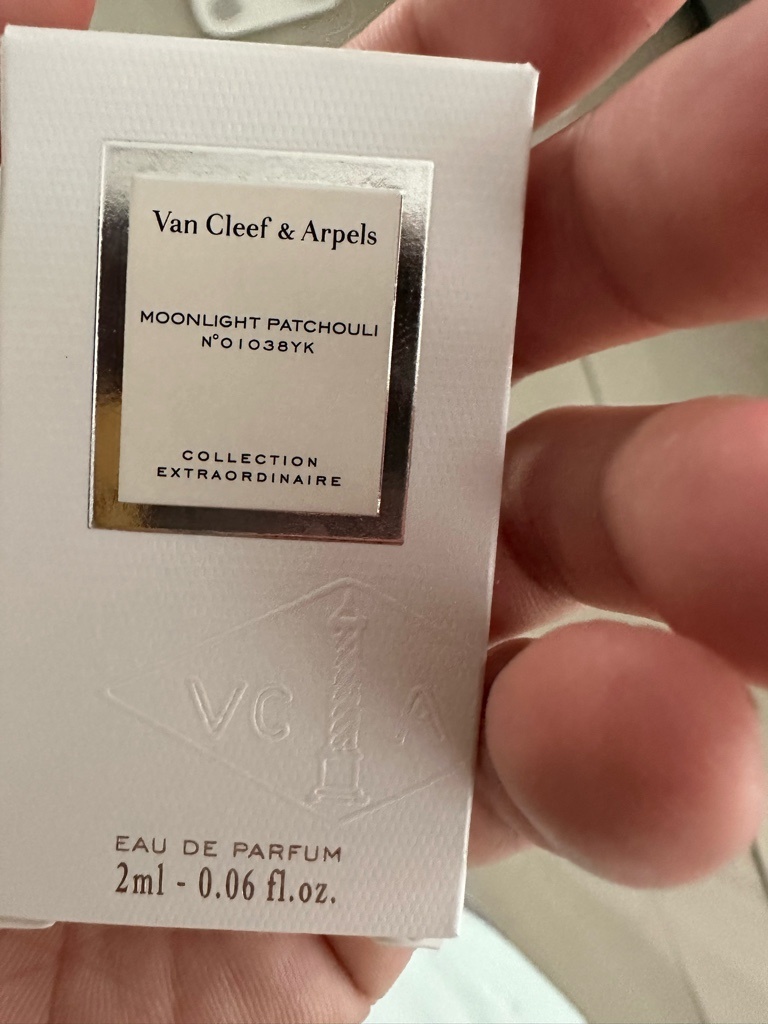 Van Cleef & Arpels
MOONLIGHT PATCHOULI
N°01038YK
COLLECTION
EXTRAORDINAIRE
VC A
EAU DE PARFUM
2ml - 0.06 fl.oz.